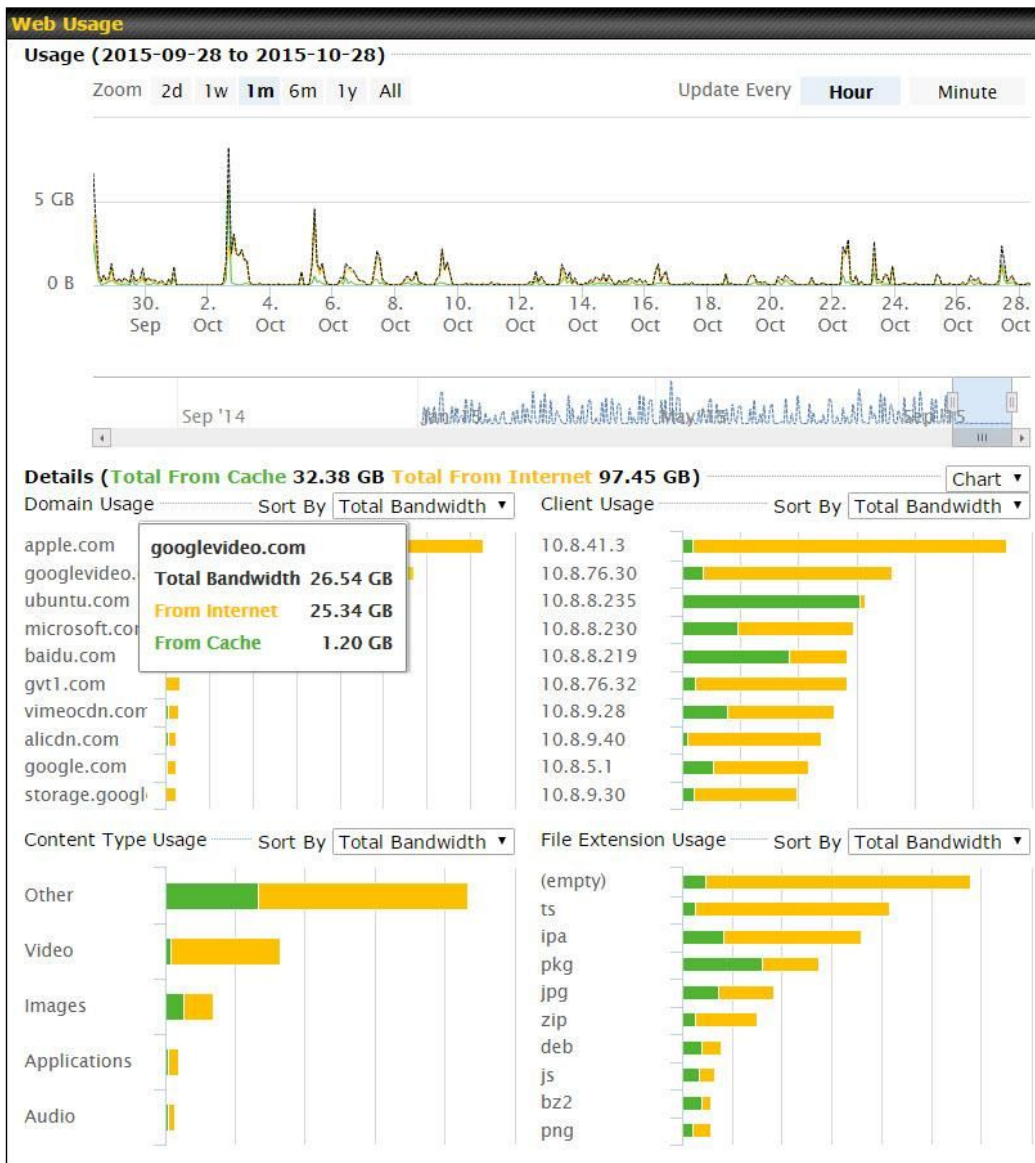 Web Usage
Usage (2015-09-28 to 2015-10-28)
Zoom 2d 1w 1m 6m 1y All Update Every Hour Minute
5 GB
0 B
30. Sep 2. Oct 4. Oct 6. Oct 8. Oct 10. Oct 12. Oct 14. Oct 16. Oct 18. Oct 20. Oct 22. Oct 24. Oct 26. Oct 28. Oct
Sep '14 May '15 Sep '15
Details (Total From Cache 32.38 GB Total From Internet 97.45 GB) Chart
Domain Usage Sort By Total Bandwidth
apple.com
googlevideo.
ubuntu.com
microsoft.co
baidu.com
gvt1.com
vimeocdn.com
alicdn.com
google.com
storage.googl
googlevideo.com
Total Bandwidth 26.54 GB
From Internet 25.34 GB
From Cache 1.20 GB
Client Usage Sort By Total Bandwidth
10.8.41.3
10.8.76.30
10.8.8.235
10.8.8.230
10.8.8.219
10.8.76.32
10.8.9.28
10.8.9.40
10.8.5.1
10.8.9.30
Content Type Usage Sort By Total Bandwidth
Other
Video
Images
Applications
Audio
File Extension Usage Sort By Total Bandwidth
(empty)
ts
ipa
pkg
jpg
zip
deb
js
bz2
png